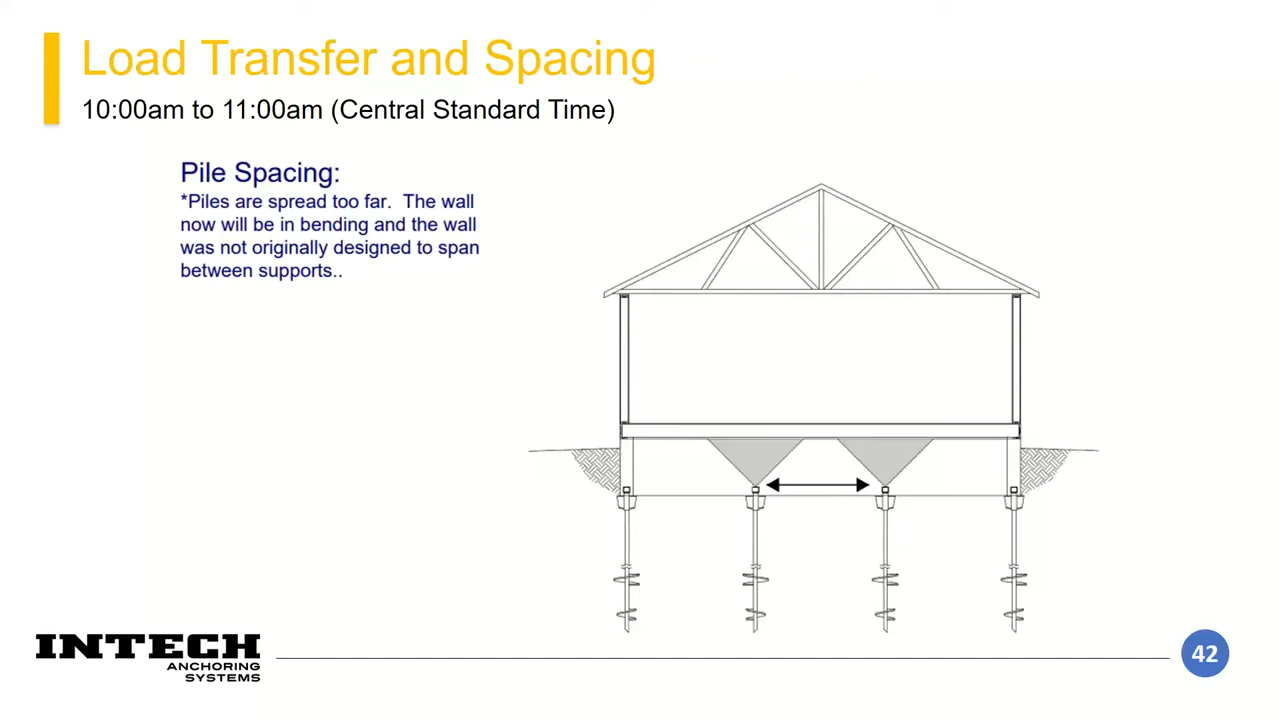 Load Transfer and Spacing
10:00am to 11:00am (Central Standard Time)
Pile Spacing:
*Piles are spread too far.  The wall
now will be in bending and the wall
was not originally designed to span
between supports..
INTECH
ANCHORING
SYSTEMS
42